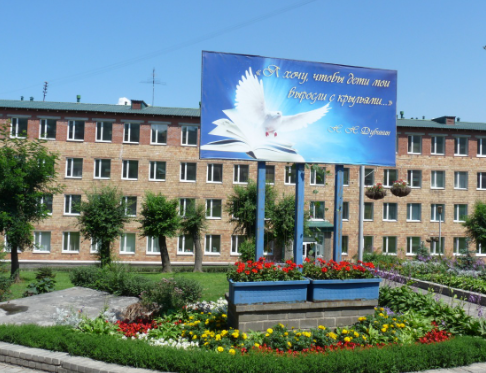 «Я хочу, чтобы дети мои
выросли с крыльями...»
Н. Дубинин